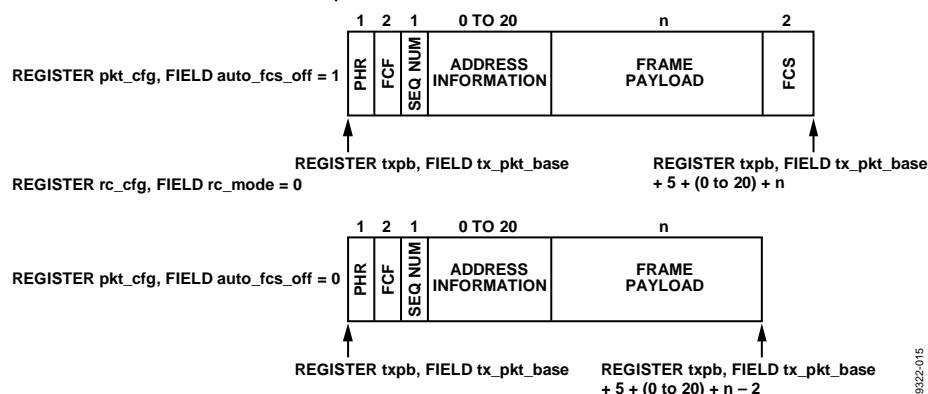 1 2 1 0 TO 20 n 2
REGISTER pkt_cfg, FIELD auto_fcs_off = 1
PHR
FCF
SEQ NUM
ADDRESS
INFORMATION
FRAME
PAYLOAD
FCS
REGISTER txpb, FIELD tx_pkt_base
REGISTER txpb, FIELD tx_pkt_base
+ 5 + (0 to 20) + n
REGISTER rc_cfg, FIELD rc_mode = 0
1 2 1 0 TO 20 n
REGISTER pkt_cfg, FIELD auto_fcs_off = 0
PHR
FCF
SEQ NUM
ADDRESS
INFORMATION
FRAME
PAYLOAD
REGISTER txpb, FIELD tx_pkt_base
REGISTER txpb, FIELD tx_pkt_base
+ 5 + (0 to 20) + n – 2
9322-015